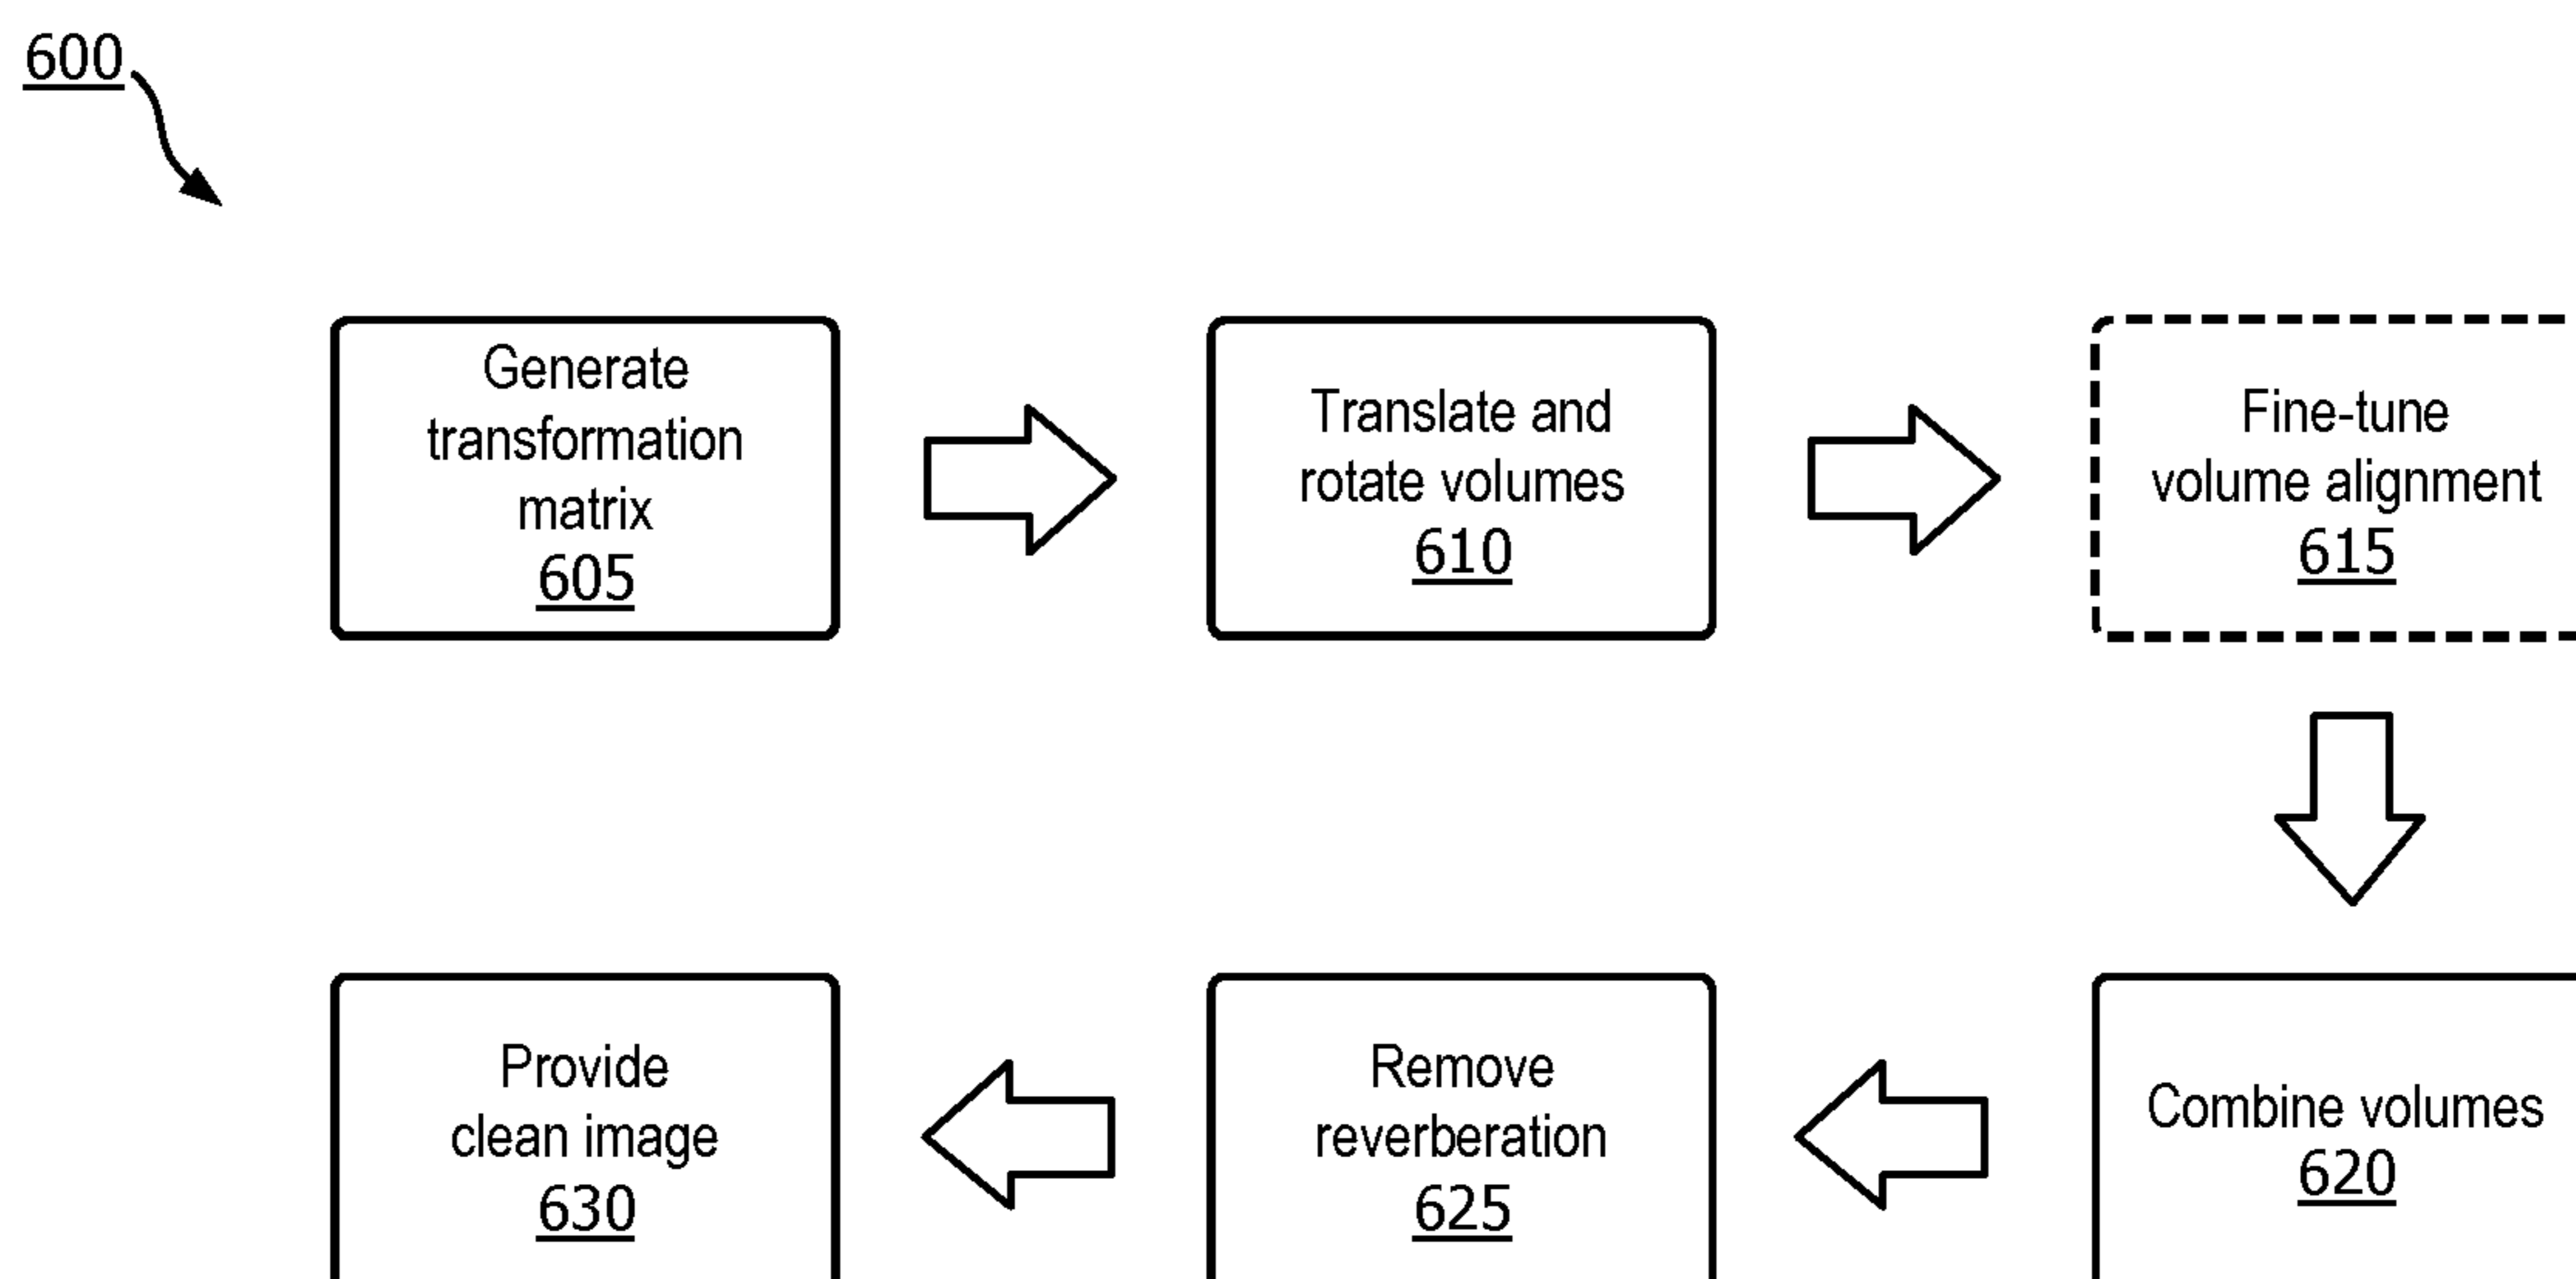 600
Generate
transformation
matrix
605
Translate and
rotate volumes
610
Fine-tune
volume alignment
615
Combine volumes
620
Remove
reverberation
625
Provide
clean image
630